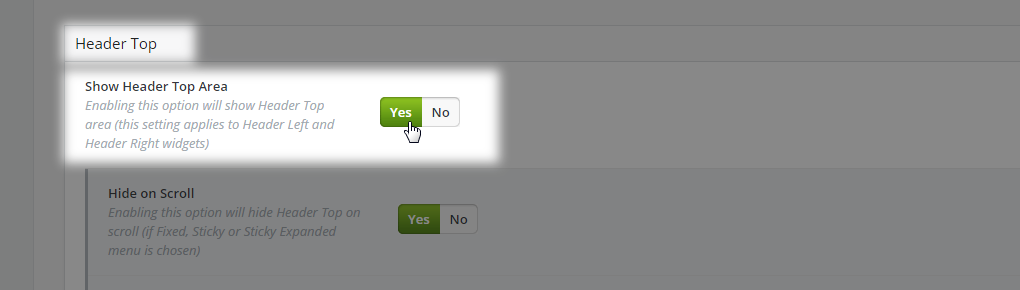 Header Top
Show Header Top Area
Enabling this option will show Header Top
area (this setting applies to Header Left and
Header Right widgets)
Yes No
Hide on Scroll
Enabling this option will hide Header Top on
scroll (if Fixed, Sticky or Sticky Expanded
menu is chosen)
Yes No